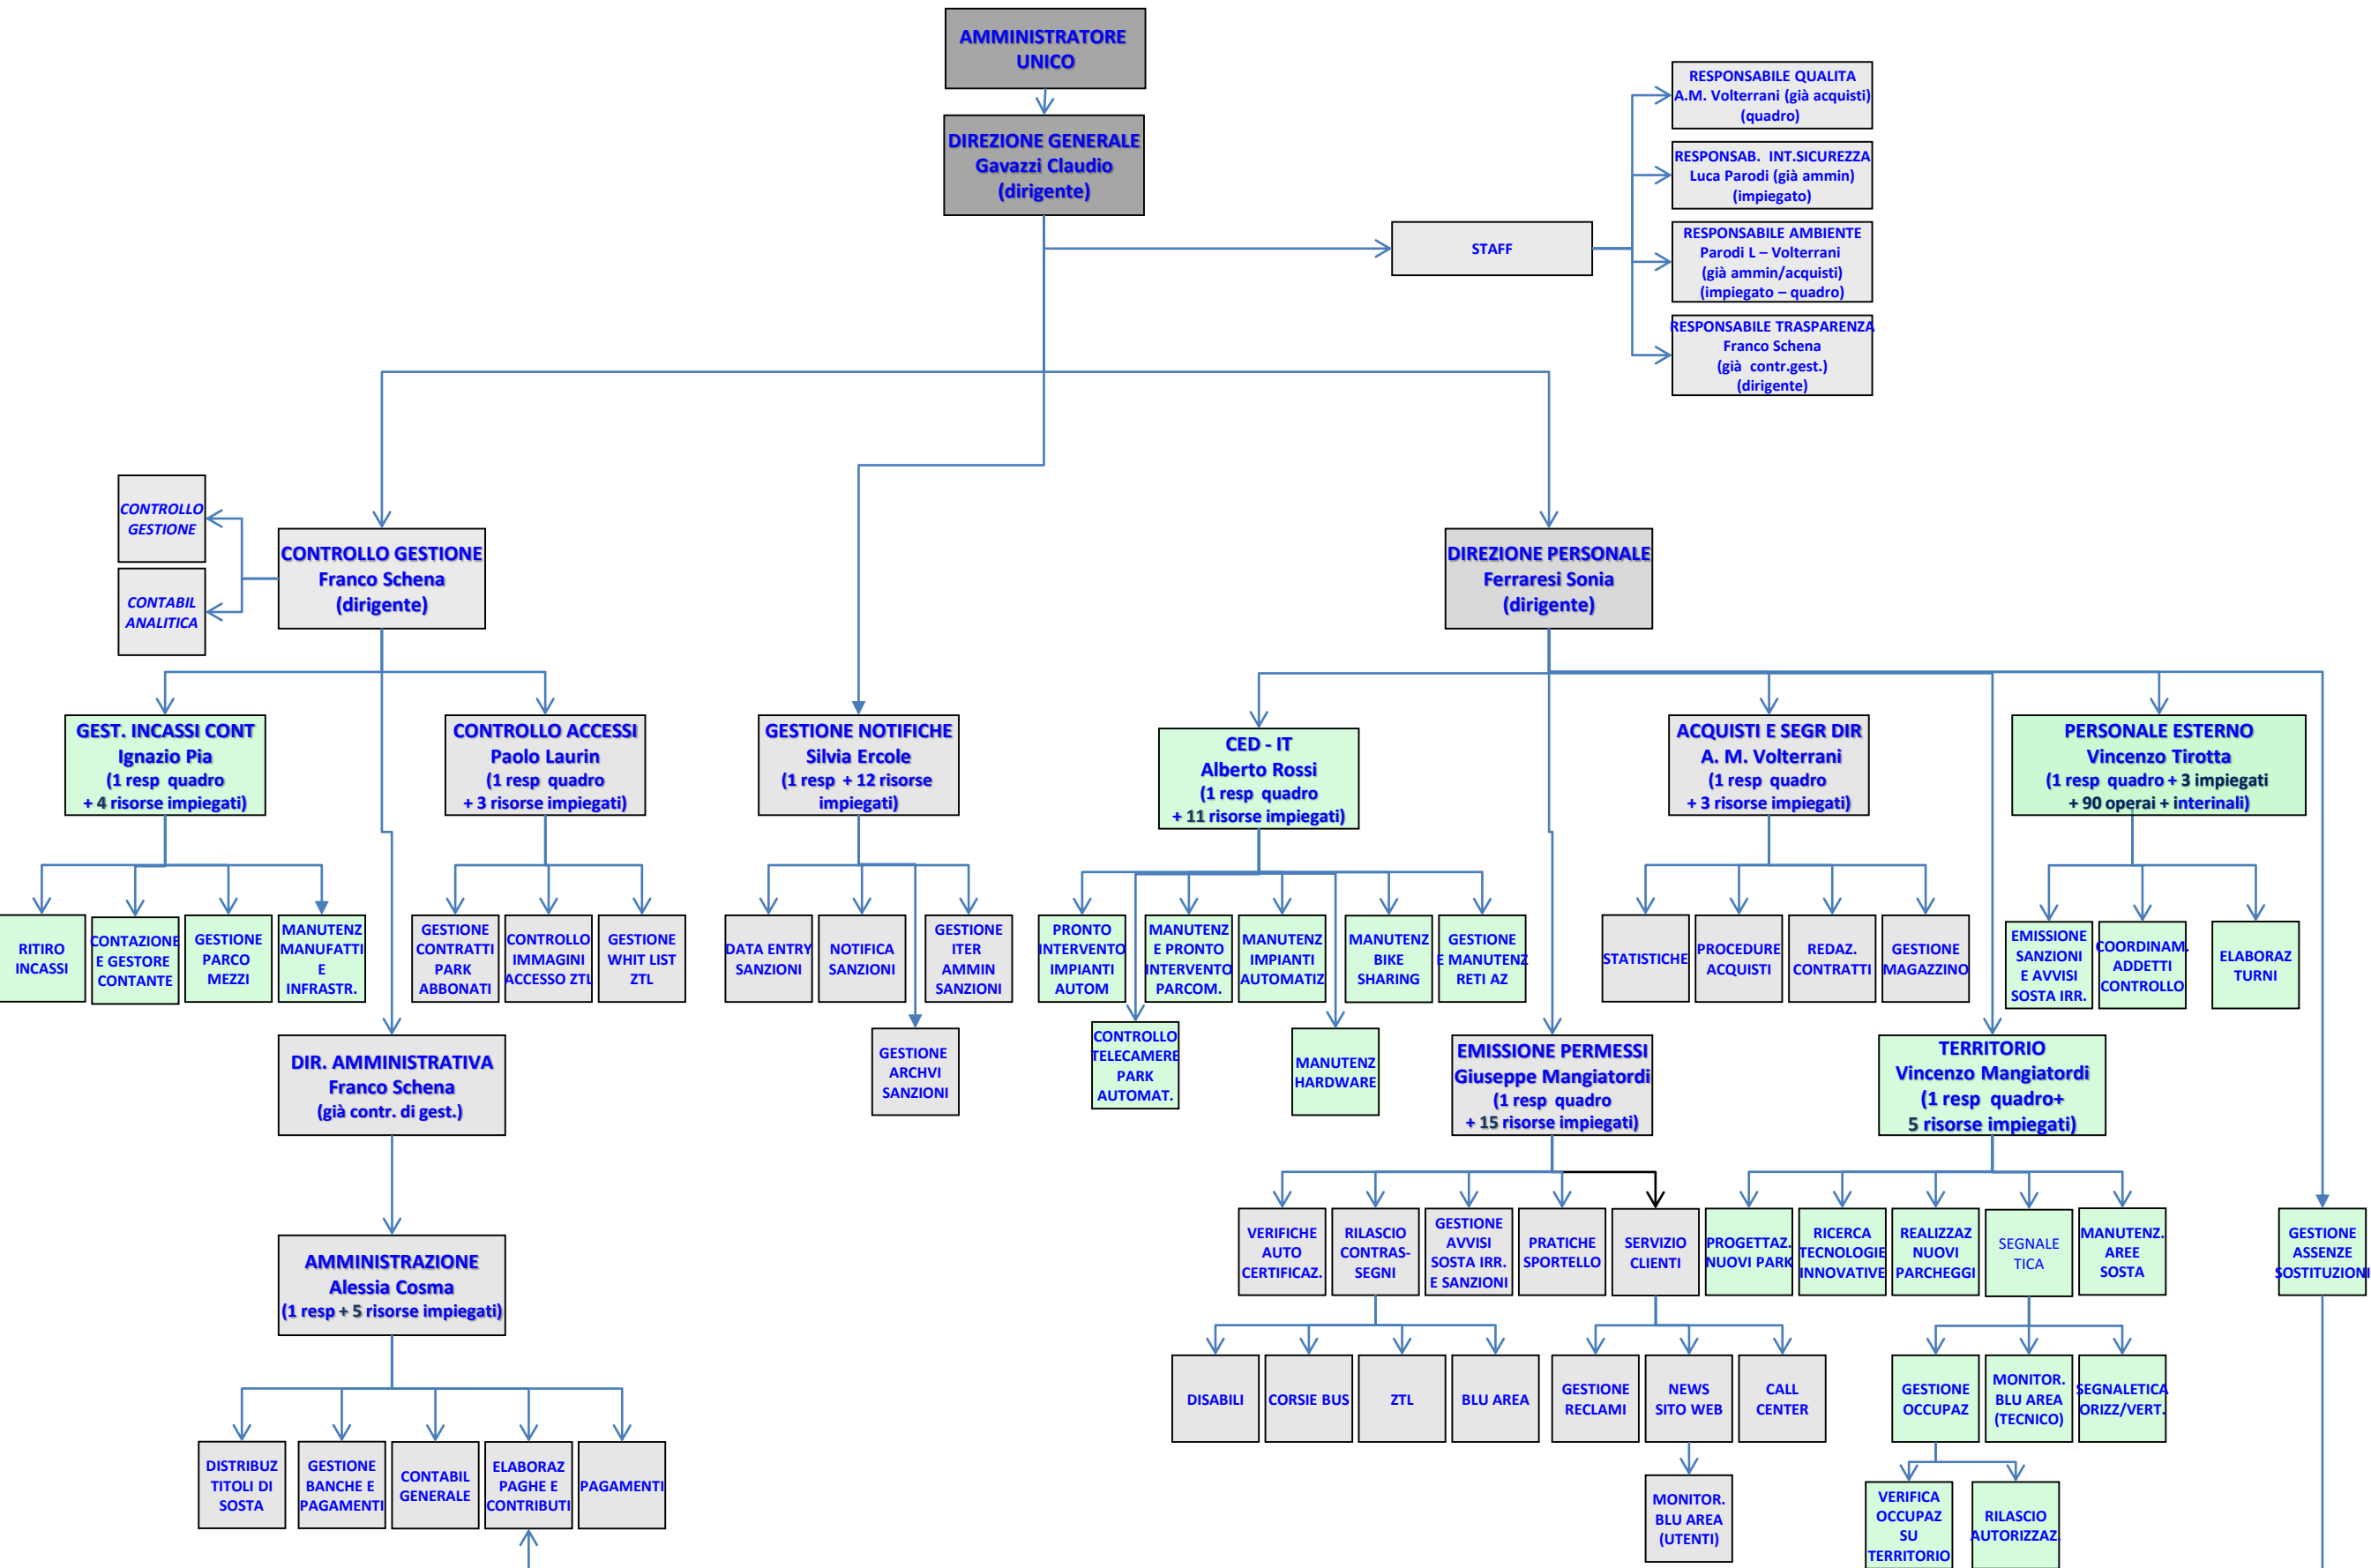 AMMINISTRATORE
UNICO
DIREZIONE GENERALE
Gavazzi Claudio
(dirigente)
STAFF
RESPONSABILE QUALITA
A.M. Volterrani (già acquisti)
(quadro)
RESPONSAB.  INT.SICUREZZA
Luca Parodi (già ammin)
(impiegato)
RESPONSABILE AMBIENTE
Parodi L – Volterrani
(già ammin/acquisti)
(impiegato – quadro)
RESPONSABILE TRASPARENZA
Franco Schena
(già  contr.gest.)
(dirigente)
CONTROLLO
GESTIONE
CONTABIL
ANALITICA
CONTROLLO GESTIONE
Franco Schena
(dirigente)
DIREZIONE PERSONALE
Ferraresi Sonia
(dirigente)
GEST. INCASSI CONT
Ignazio Pia
(1 resp  quadro
+ 4 risorse impiegati)
CONTROLLO ACCESSI
Paolo Laurin
(1 resp  quadro
+ 3 risorse impiegati)
GESTIONE NOTIFICHE
Silvia Ercole
(1 resp  + 12 risorse
impiegati)
CED - IT
Alberto Rossi
(1 resp  quadro
+ 11 risorse impiegati)
ACQUISTI E SEGR DIR
A. M. Volterrani
(1 resp  quadro
+ 3 risorse impiegati)
PERSONALE ESTERNO
Vincenzo Tirotta
(1 resp  quadro + 3 impiegati
+ 90 operai + interinali)
RITIRO
INCASSI
CONTAZIONE
E GESTORE
CONTANTE
GESTIONE
PARCO
MEZZI
MANUTENZ
MANUFATTI
E
INFRASTR.
GESTIONE
CONTRATTI
PARK
ABBONATI
CONTROLLO
IMMAGINI
ACCESSO ZTL
GESTIONE
WHIT LIST
ZTL
DATA ENTRY
SANZIONI
NOTIFICA
SANZIONI
GESTIONE
ITER
AMMIN
SANZIONI
GESTIONE
ARCHVI
SANZIONI
PRONTO
INTERVENTO
IMPIANTI
AUTOM
MANUTENZ
E PRONTO
INTERVENTO
PARCOM.
MANUTENZ
IMPIANTI
AUTOMATIZ
MANUTENZ
BIKE
SHARING
GESTIONE
E MANUTENZ
RETI AZ
CONTROLLO
TELECAMERE
PARK
AUTOMAT.
MANUTENZ
HARDWARE
STATISTICHE
PROCEDURE
ACQUISTI
REDAZ.
CONTRATTI
GESTIONE
MAGAZZINO
EMISSIONE
SANZIONI
E AVVISI
SOSTA IRR.
COORDINAM.
ADDETTI
CONTROLLO
ELABORAZ
TURNI
DIR. AMMINISTRATIVA
Franco Schena
(già contr. di gest.)
EMISSIONE PERMESSI
Giuseppe Mangiatordi
(1 resp  quadro
+ 15 risorse impiegati)
TERRITORIO
Vincenzo Mangiatordi
(1 resp  quadro+
5 risorse impiegati)
VERIFICHE
AUTO
CERTIFICAZ.
RILASCIO
CONTRAS-
SEGNI
GESTIONE
AVVISI
SOSTA IRR.
E SANZIONI
PRATICHE
SPORTELLO
SERVIZIO
CLIENTI
PROGETTAZ.
NUOVI PARK
RICERCA
TECNOLOGIE
INNOVATIVE
REALIZZAZ
NUOVI
PARCHEGGI
SEGNALE
TICA
MANUTENZ.
AREE
SOSTA
GESTIONE
ASSENZE
SOSTITUZIONI
AMMINISTRAZIONE
Alessia Cosma
(1 resp + 5 risorse impiegati)
DISABILI
CORSIE BUS
ZTL
BLU AREA
GESTIONE
RECLAMI
NEWS
SITO WEB
CALL
CENTER
GESTIONE
OCCUPAZ
MONITOR.
BLU AREA
(TECNICO)
SEGNALETICA
ORIZZ/VERT.
DISTRIBUZ
TITOLI DI
SOSTA
GESTIONE
BANCHE E
PAGAMENTI
CONTABIL
GENERALE
ELABORAZ
PAGHE E
CONTRIBUTI
PAGAMENTI
MONITOR.
BLU AREA
(UTENTI)
VERIFICA
OCCUPAZ
SU
TERRITORIO
RILASCIO
AUTORIZZAZ.